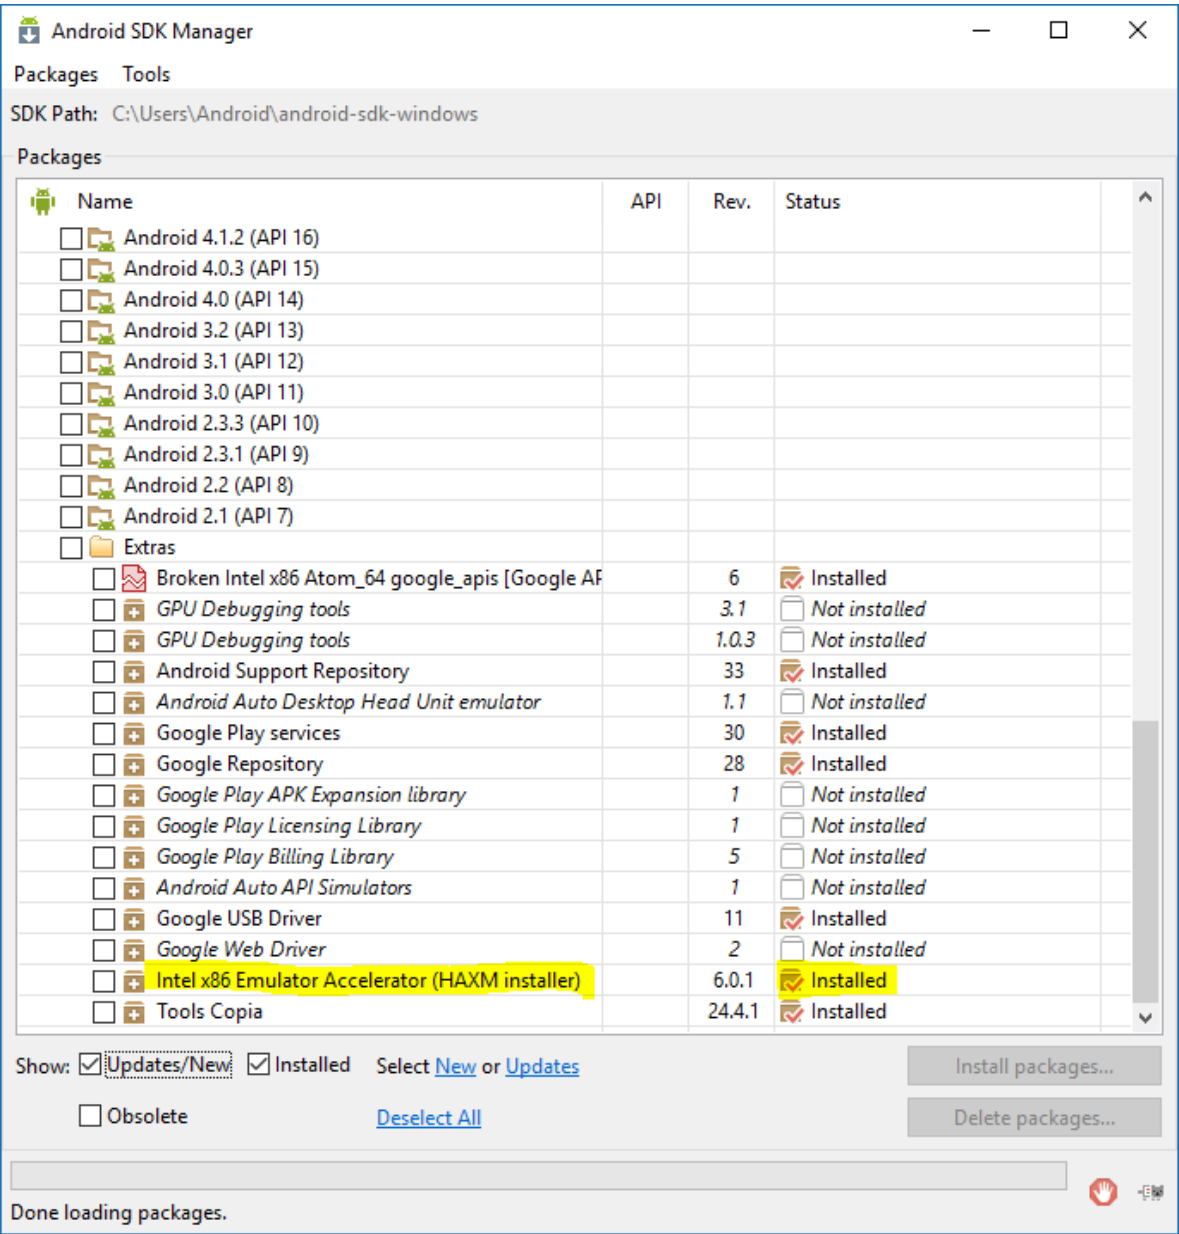 Android SDK Manager
Packages Tools
SDK Path: C:\Users\Android\android-sdk-windows
Packages
Name API Rev. Status
Android 4.1.2 (API 16)
Android 4.0.3 (API 15)
Android 4.0 (API 14)
Android 3.2 (API 13)
Android 3.1 (API 12)
Android 3.0 (API 11)
Android 2.3.3 (API 10)
Android 2.3.1 (API 9)
Android 2.2 (API 8)
Android 2.1 (API 7)
Extras
Broken Intel x86 Atom_64 google_apis [Google AP 6 Installed
GPU Debugging tools 3.1 Not installed
GPU Debugging tools 1.0.3 Not installed
Android Support Repository 33 Installed
Android Auto Desktop Head Unit emulator 1.1 Not installed
Google Play services 30 Installed
Google Repository 28 Installed
Google Play APK Expansion library 1 Not installed
Google Play Licensing Library 1 Not installed
Google Play Billing Library 5 Not installed
Android Auto API Simulators 1 Not installed
Google USB Driver 11 Installed
Google Web Driver 2 Not installed
Intel x86 Emulator Accelerator (HAXM installer) 6.0.1 Installed
Tools Copia 24.4.1 Installed
Show: Updates/New Installed Select New or Updates Install packages...
Obsolete Deselect All Delete packages...
Done loading packages.